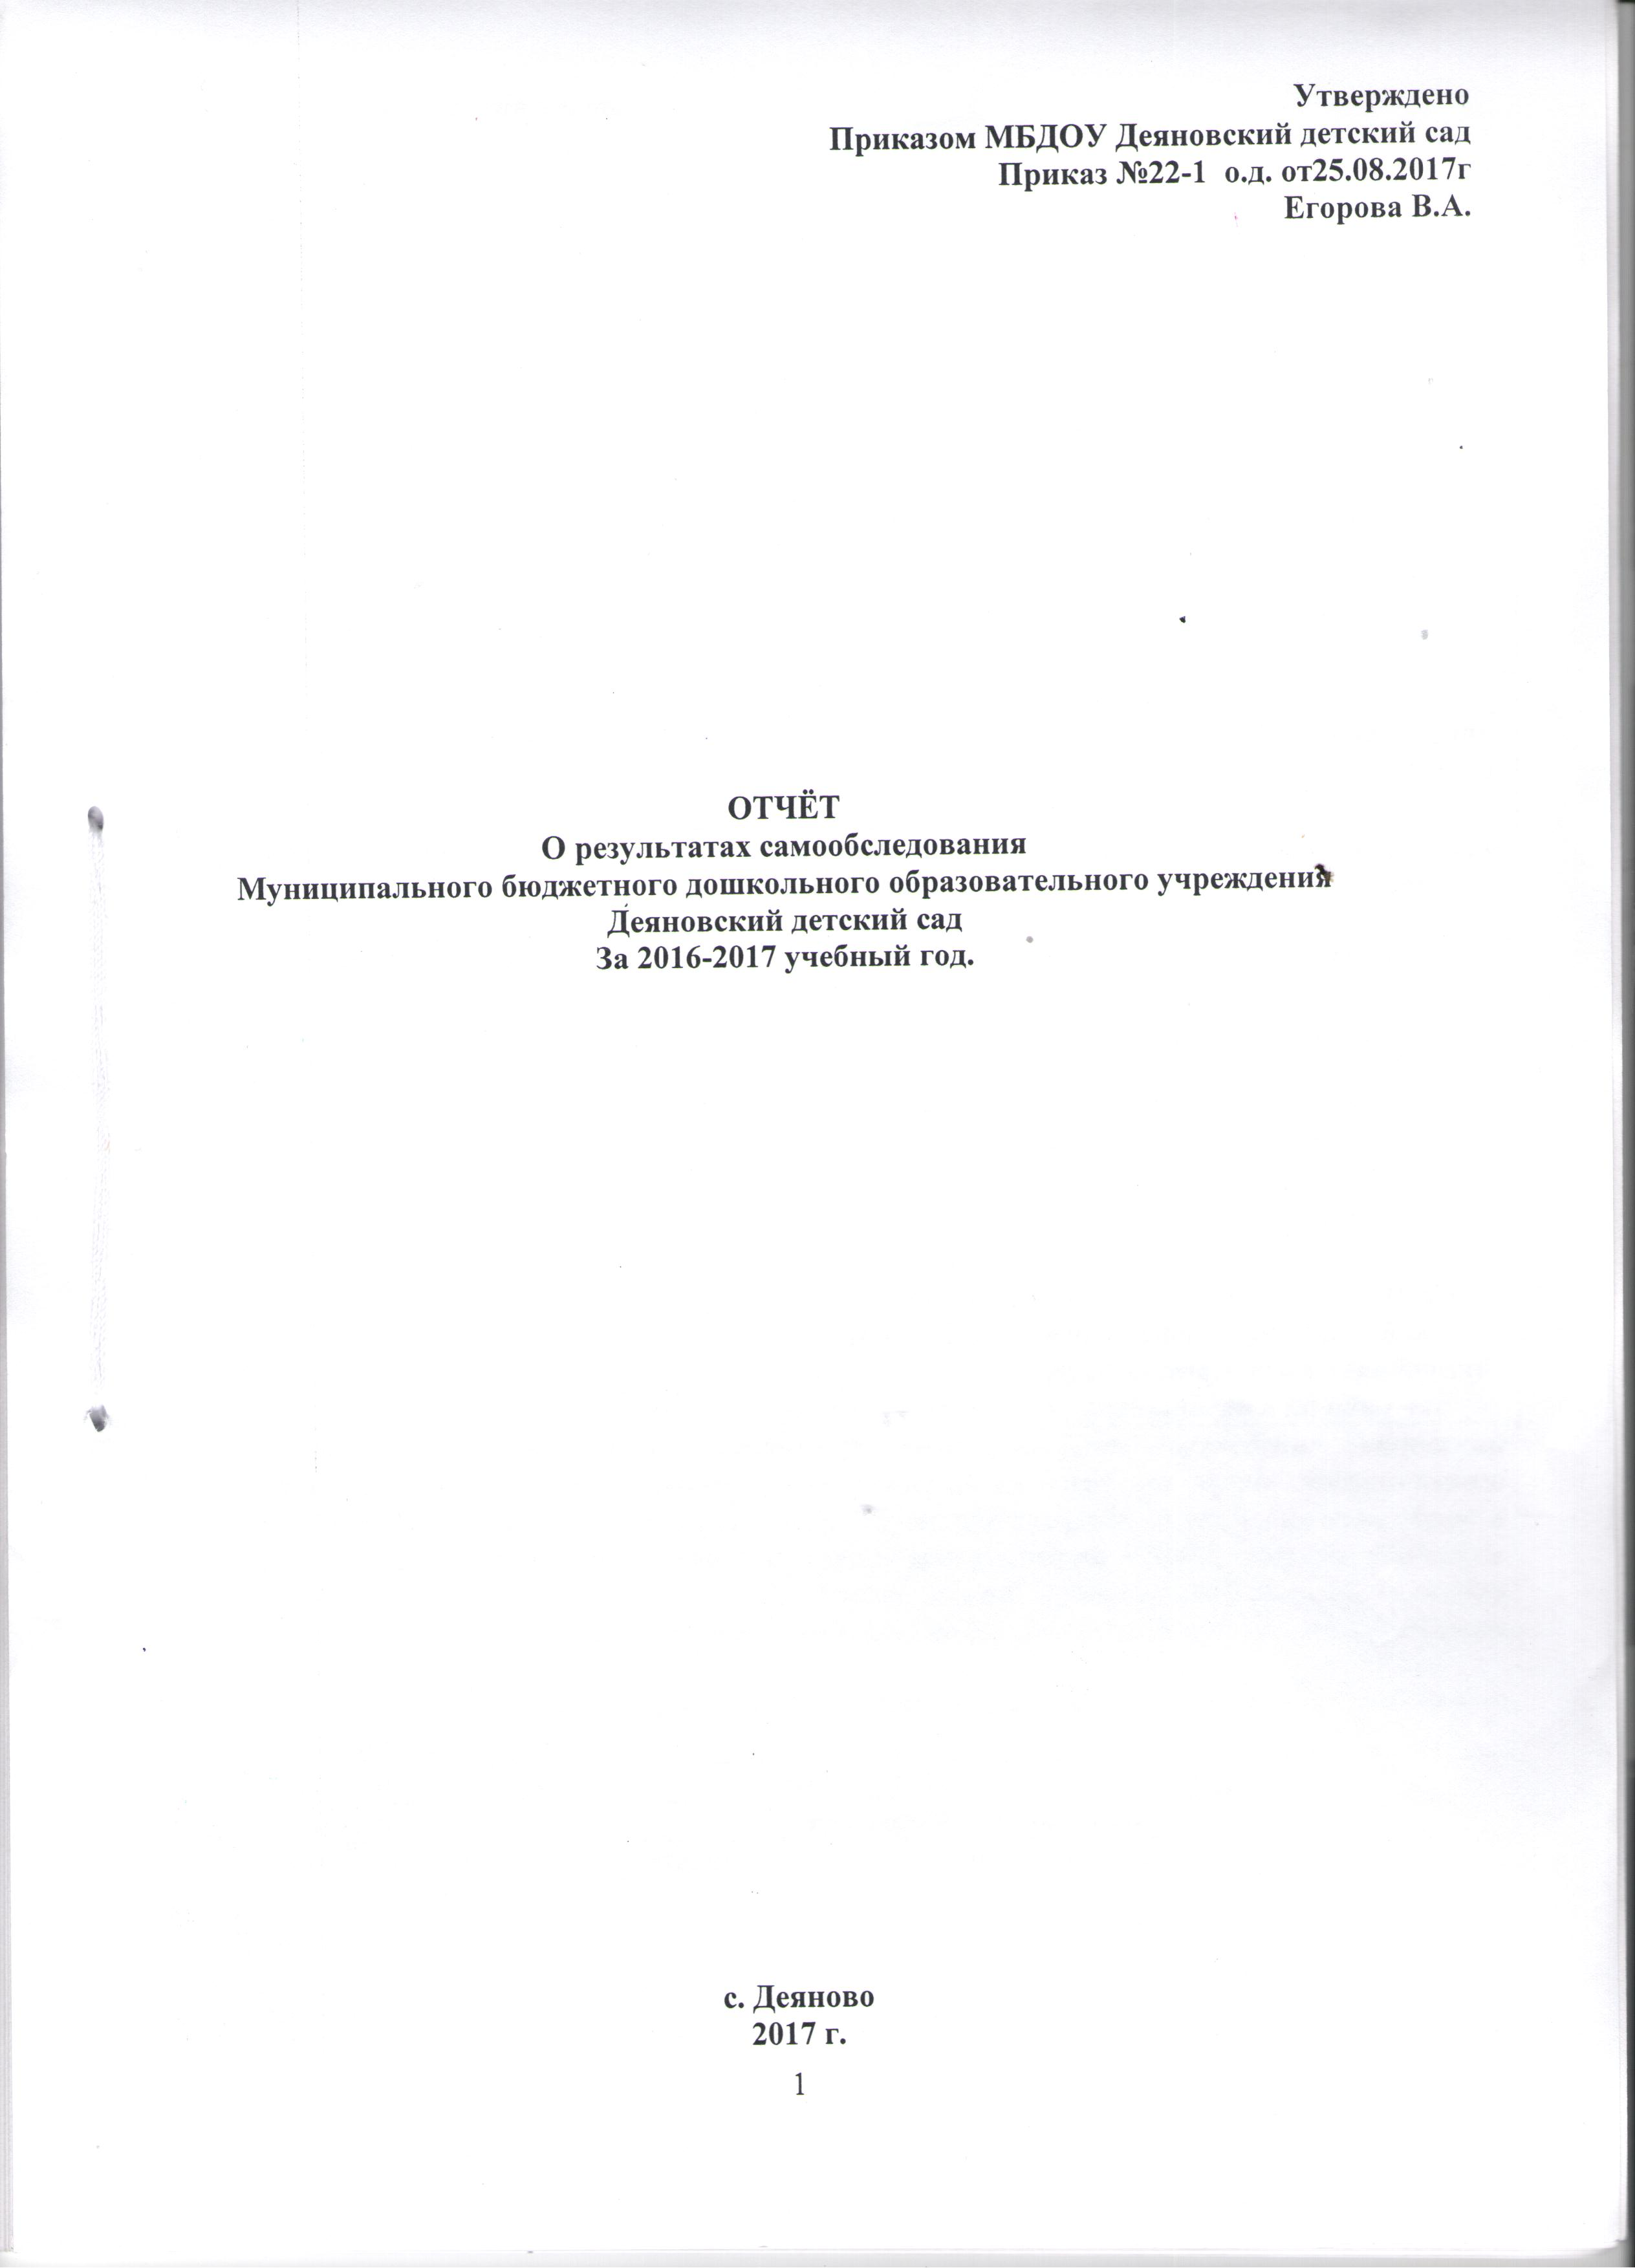 Утверждено
Приказом МБДОУ Деяновский детский сад
Приказ №22-1 о.д. от25.08.2017г
Егорова В.А.
ОТЧЁТ
О результатах самообследования
Муниципального бюджетного дошкольного образовательного учреждения
Деяновский детский сад
За 2016-2017 учебный год.
с. Деяново
2017 г.
1